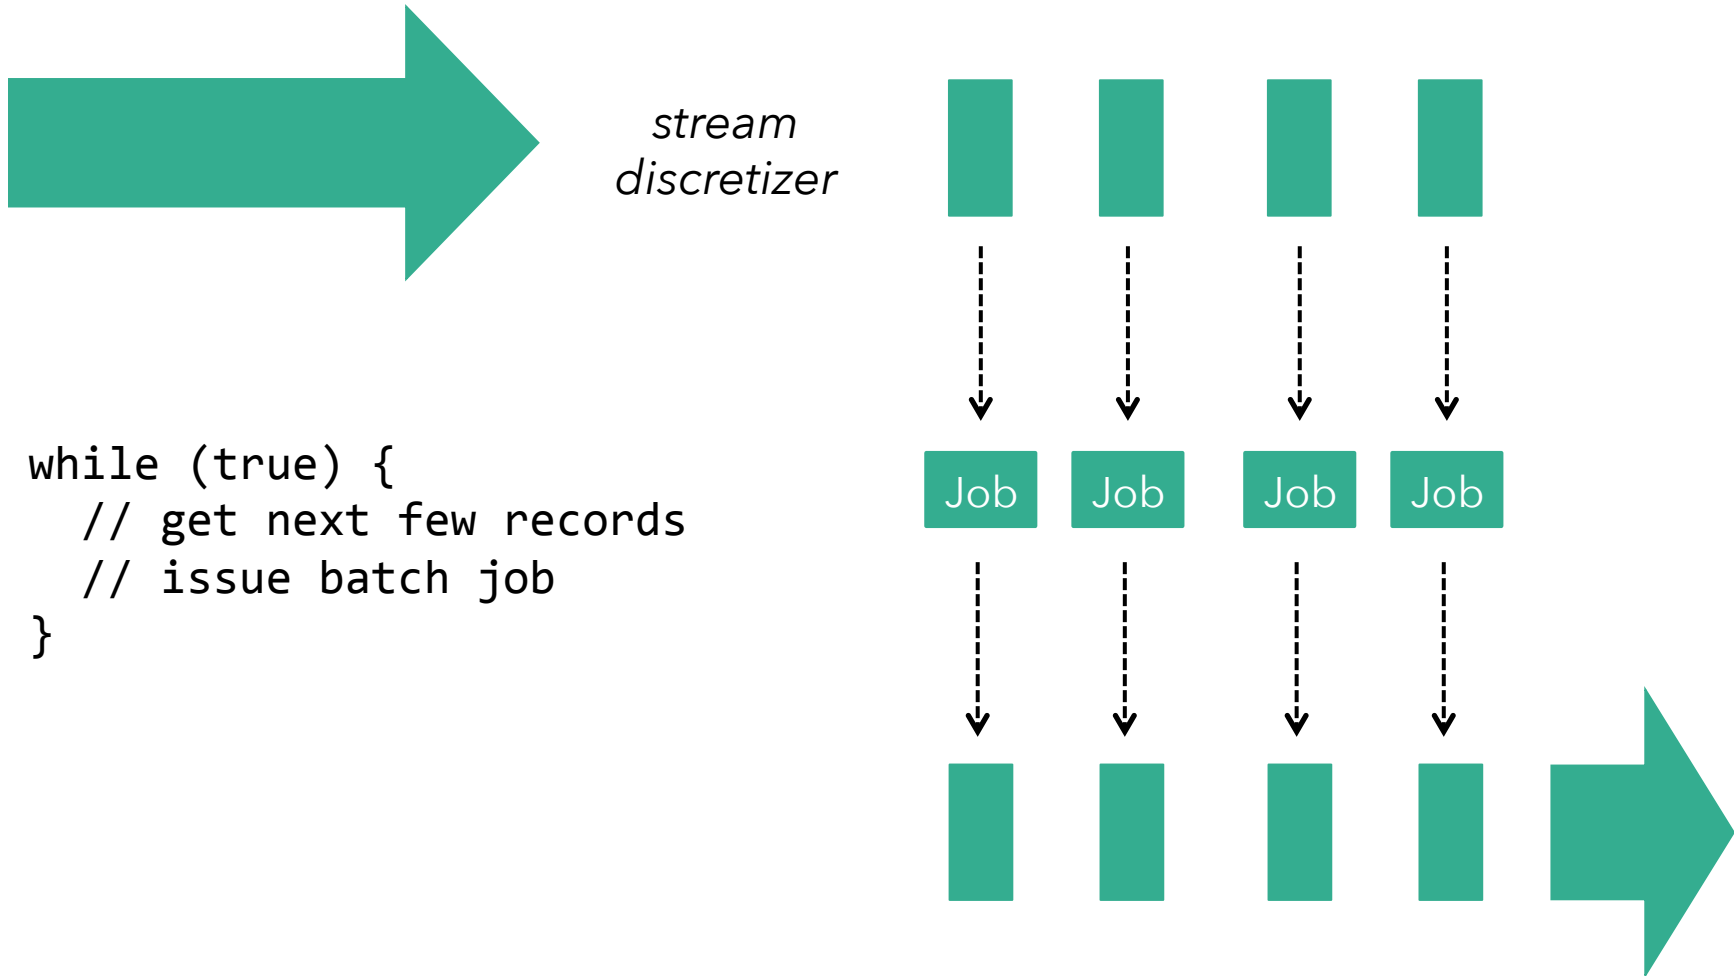 stream
discretizer
while (true) {
  // get next few records
  // issue batch job
}
Job
Job
Job
Job